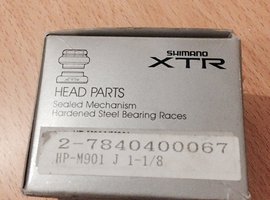 SHIMANO
XTR
HEAD PARTS
Sealed Mechanism
Hardened Steel Bearing Races
2-7840400067
HP-M901 J 1-1/8